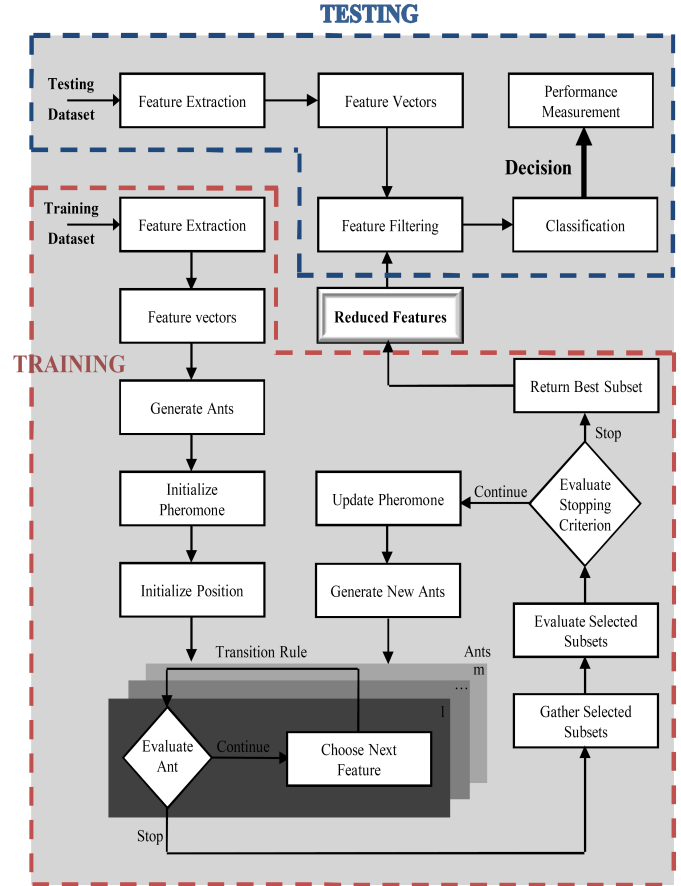 TESTING
Testing
Dataset
Feature Extraction
Feature Vectors
Performance
Measurement
Decision
Training
Dataset
Feature Extraction
Feature Filtering
Classification
Feature vectors
Reduced Features
TRAINING
Generate Ants
Return Best Subset
Stop
Initialize
Pheromone
Update Pheromone
Continue
Evaluate
Stopping
Criterion
Initialize Position
Generate New Ants
Evaluate Selected
Subsets
Transition Rule
Ants
m
...
1
Gather Selected
Subsets
Evaluate
Ant
Continue
Choose Next
Feature
Stop